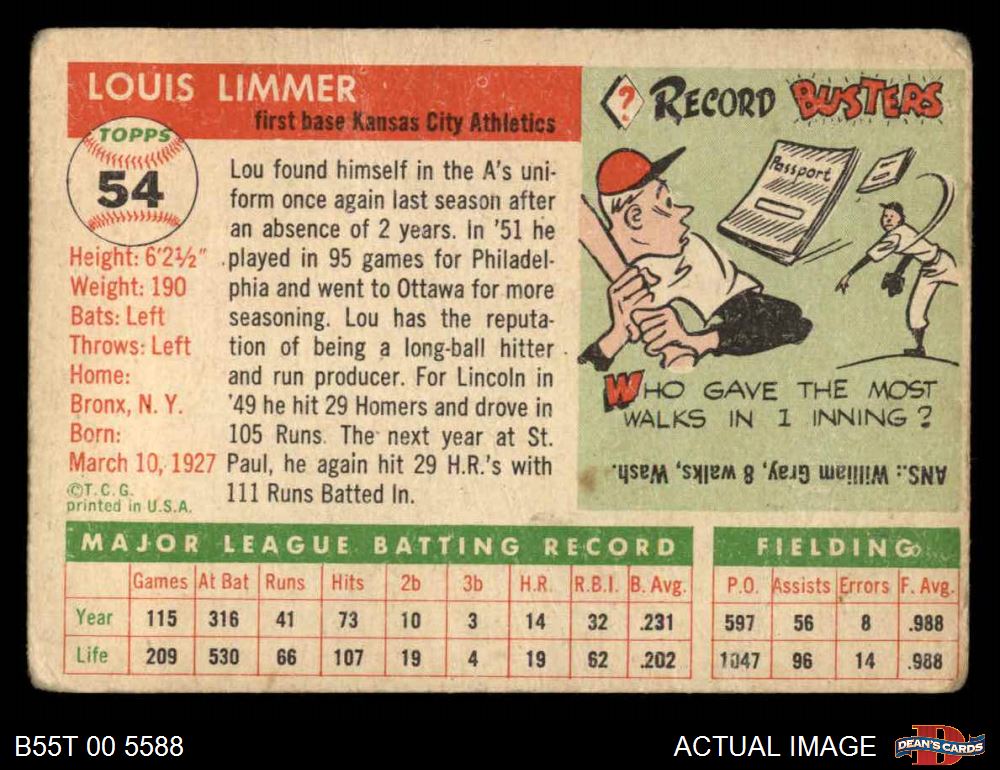 LOUIS LIMMER
first base Kansas City Athletics
TOPPS
54
Height: 6'2½"
Weight: 190
Bats: Left
Throws: Left
Home:
Bronx, N. Y.
Born:
March 10, 1927
©T. C. G.
printed in U.S.A.
Lou found himself in the A's uni-
form once again last season after
an absence of 2 years. In '51 he
played in 95 games for Philadel-
phia and went to Ottawa for more
seasoning. Lou has the reputa-
tion of being a long-ball hitter
and run producer. For Lincoln in
'49 he hit 29 Homers and drove in
105 Runs. The next year at St.
Paul, he again hit 29 H.R.'s with
111 Runs Batted In.
? RECORD BUSTERS
Passport
WHO GAVE THE MOST
WALKS IN 1 INNING?
ANS.: William Gray, 8 walks, Wash.
MAJOR LEAGUE BATTING RECORD FIELDING
Games At Bat Runs Hits 2b 3b H.R. R.B.I. B. Avg. P.O. Assists Errors F. Avg.
Year 115 316 41 73 10 3 14 32 .231 597 56 8 .988
Life 209 530 66 107 19 4 19 62 .202 1047 96 14 .988
B55T 00 5588
ACTUAL IMAGE
DEAN'S CARDS